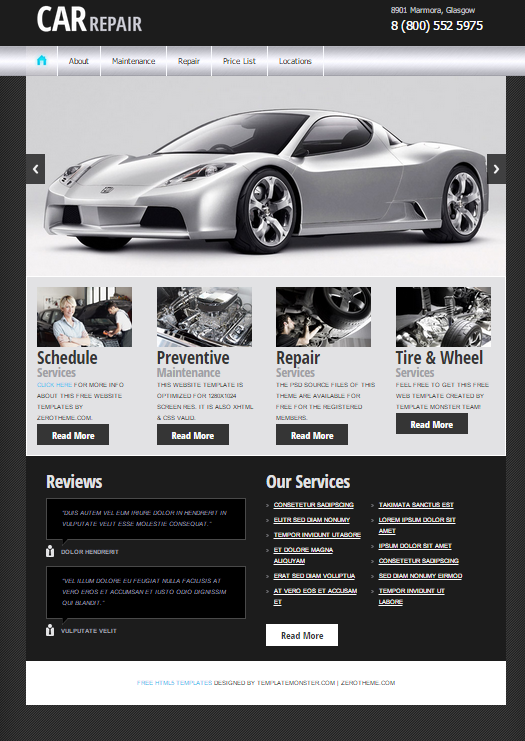 CAR REPAIR
8901 Marmora, Glasgow
8 (800) 552 5975
About Maintenance Repair Price List Locations
Schedule
Services
CLICK HERE FOR MORE INFO
ABOUT THIS FREE WEBSITE
TEMPLATES BY
ZEROTHEME.COM.
Read More
Preventive
Maintenance
THIS WEBSITE TEMPLATE IS
OPTIMIZED FOR 1280X1024
SCREEN RES. IT IS ALSO XHTML
& CSS VALID.
Read More
Repair
Services
THE PSD SOURCE FILES OF THIS
THEME ARE AVAILABLE FOR
FREE FOR THE REGISTERED
MEMBERS.
Read More
Tire & Wheel
Services
FEEL FREE TO GET THIS FREE
WEB TEMPLATE CREATED BY
TEMPLATE MONSTER TEAM!
Read More
Reviews
"DUIS AUTEM VEL EUM IRIURE DOLOR IN HENDRERIT IN
VULPUTATE VELIT ESSE MOLESTIE CONSEQUAT."
DOLOR HENDRERIT
"VEL ILLUM DOLORE EU FEUGIAT NULLA FACILISIS AT
VERO EROS ET ACCUMSAN ET IUSTO ODIO DIGNISSIM
QUI BLANDIT."
VULPUTATE VELIT
Our Services
CONSETETUR SADIPSCING
ELITR SED DIAM NONUMY
TEMPOR INVIDUNT UTABORE
ET DOLORE MAGNA
ALIQUYAM
ERAT SED DIAM VOLUPTUA
AT VERO EOS ET ACCUSAM
ET
TAKIMATA SANCTUS EST
LOREM IPSUM DOLOR SIT
AMET
IPSUM DOLOR SIT AMET
CONSETETUR SADIPSCING
SED DIAM NONUMY EIRMOD
TEMPOR INVIDUNT UT
LABORE
Read More
FREE HTML5 TEMPLATES DESIGNED BY TEMPLATEMONSTER.COM | ZEROTHEME.COM